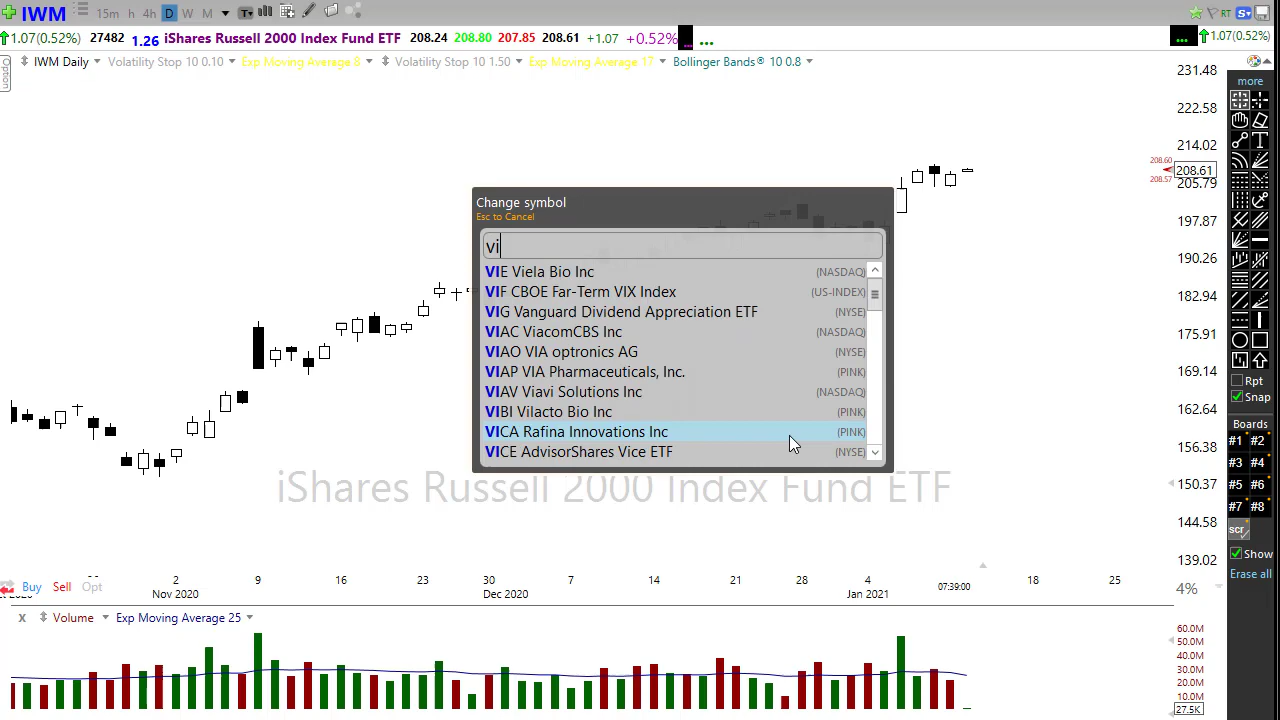 IWM 15m h 4h D W M T RT S
1.07(0.52%) 27482 1.26 iShares Russell 2000 Index Fund ETF 208.24 208.80 207.85 208.61 +1.07 +0.52% ... ... 1.07(0.52%)
Option
IWM Daily Volatility Stop 10 0.10 Exp Moving Average 8 Volatility Stop 10 1.50 Exp Moving Average 17 Bollinger Bands® 10 0.8
231.48
more
222.58
214.02
208.60
208.61
208.57
205.79
197.87
190.26
182.94
175.91
169.14
162.64
156.38
150.37
144.58
139.02
Change symbol
Esc to Cancel
vi
VIE Viela Bio Inc (NASDAQ)
VIF CBOE Far-Term VIX Index (US-INDEX)
VIG Vanguard Dividend Appreciation ETF (NYSE)
VIAC ViacomCBS Inc (NASDAQ)
VIAO VIA optronics AG (NYSE)
VIAP VIA Pharmaceuticals, Inc. (PINK)
VIAV Viavi Solutions Inc (NASDAQ)
VIBI Vilacto Bio Inc (PINK)
VICA Rafina Innovations Inc (PINK)
VICE AdvisorShares Vice ETF (NYSE)
iShares Russell 2000 Index Fund ETF
Rpt
Snap
Boards
#1 #2
#3 #4
#5 #6
#7 #8
scr
Show
Erase all
Buy Sell Opt
2 9 16 23 30 7 14 21 28 4 07:39:00 18 25
Nov 2020 Dec 2020 Jan 2021
4%
X Volume Exp Moving Average 25
60.0M
50.0M
40.0M
30.0M
20.0M
10.0M
27.5K